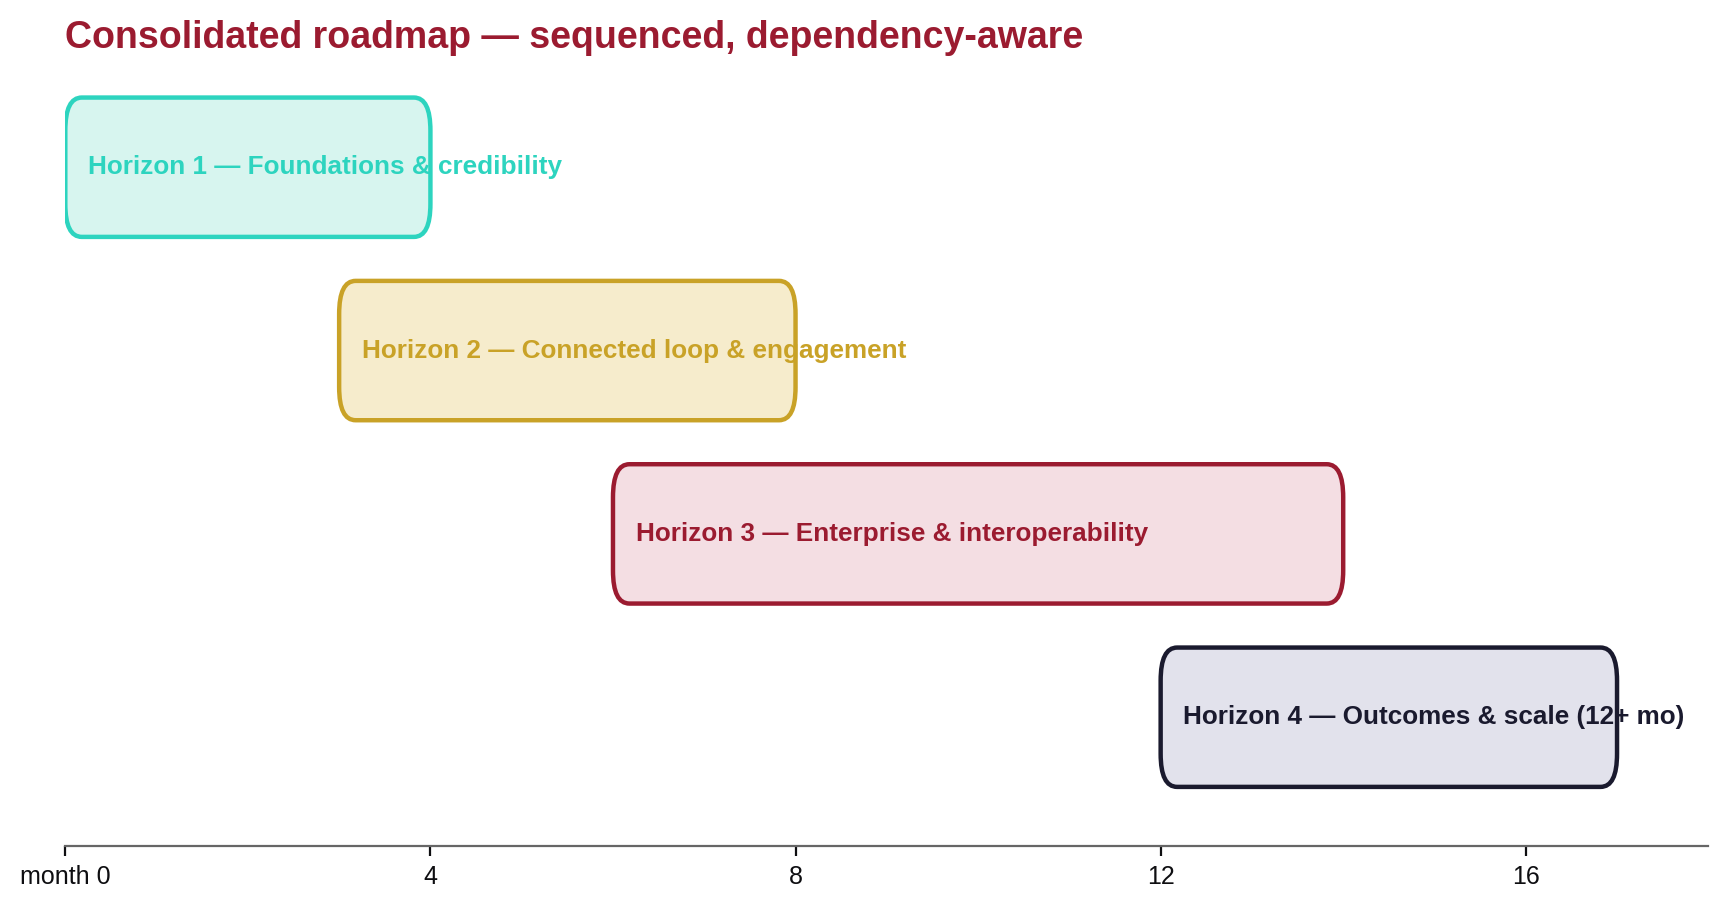 Consolidated roadmap — sequenced, dependency-aware
Horizon 1 — Foundations & credibility
Horizon 2 — Connected loop & engagement
Horizon 3 — Enterprise & interoperability
Horizon 4 — Outcomes & scale (12+ mo)
month 0 4 8 12 16